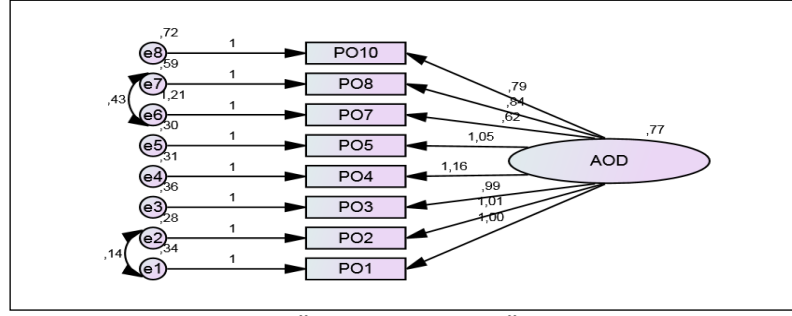 ,72
e8 1 PO10
,59 ,79
e7 1 PO8
,43 1,21 ,84
e6 1 PO7 ,62
,30 ,77
e5 1 PO5 1,05 AOD
,31
e4 1 PO4 1,16
,36 ,99
e3 1 PO3
,28 1,01
e2 1 PO2
,14 ,34 1,00
e1 1 PO1